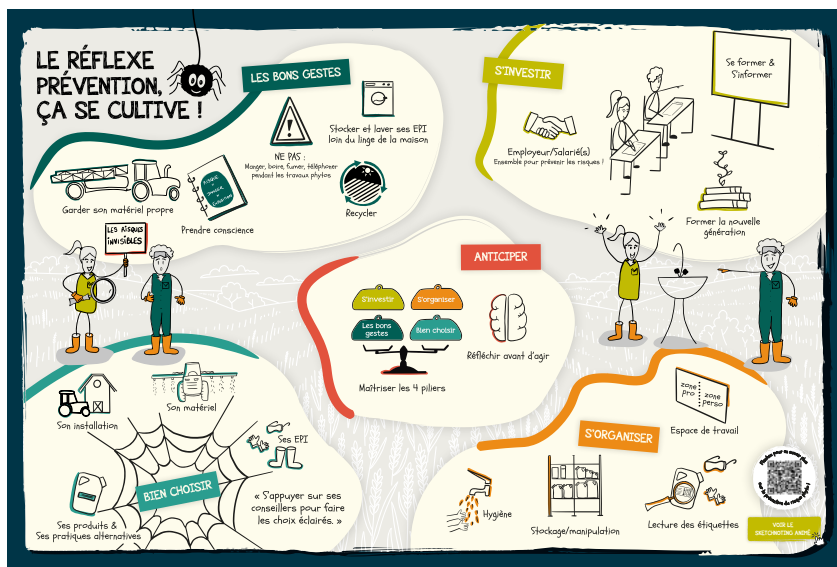 LE RÉFLEXE
PRÉVENTION,
ÇA SE CULTIVE !
LES BONS GESTES
Stocker et laver ses EPI
loin du linge de la maison
NE PAS :
Manger, boire, fumer, téléphoner
pendant les travaux phytos
Garder son matériel propre
RISQUE
=
DANGER
x
EXPOSITION
Prendre conscience
Recycler
S'INVESTIR
Se former &
S'informer
Employeur/Salarié(s)
Ensemble pour prévenir les risques !
Former la nouvelle
génération
LES RISQUES
INVISIBLES
ANTICIPER
S'investir
S'organiser
Les bons
gestes
Bien choisir
Maîtriser les 4 piliers
Réfléchir avant d'agir
Son installation
Son matériel
Ses EPI
BIEN CHOISIR
Ses produits &
Ses pratiques alternatives
« S'appuyer sur ses
conseillers pour faire
les choix éclairés. »
S'ORGANISER
zone
pro
zone
perso
Espace de travail
Hygiène
Stockage/manipulation
Lecture des étiquettes
VOIR LE
SKETCHNOTING ANIMÉ